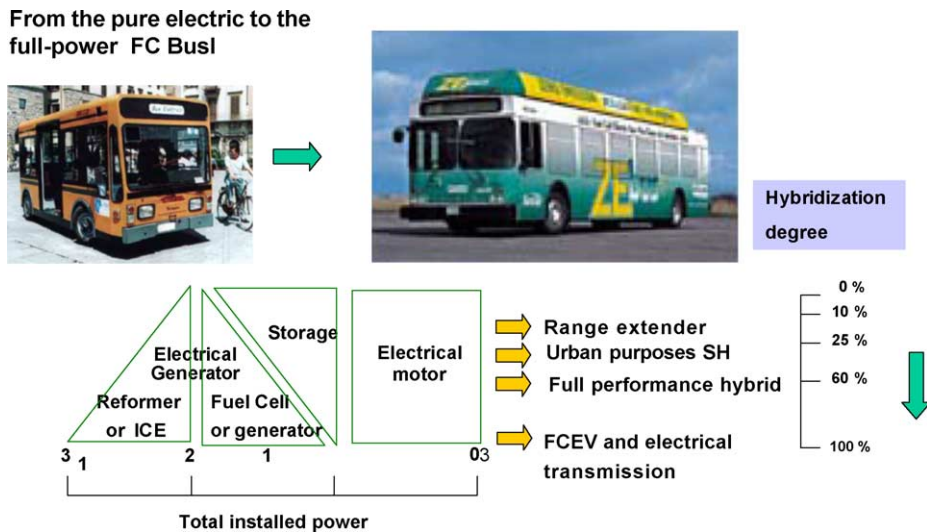 From the pure electric to the
full-power FC BusI
ZE
Hybridization
degree
0 %
10 %
25 %
60 %
100 %
Storage
Electrical
Generator
Electrical
motor
Reformer
or ICE
Fuel Cell
or generator
Range extender
Urban purposes SH
Full performance hybrid
FCEV and electrical
transmission
3 1 2 1 03
Total installed power